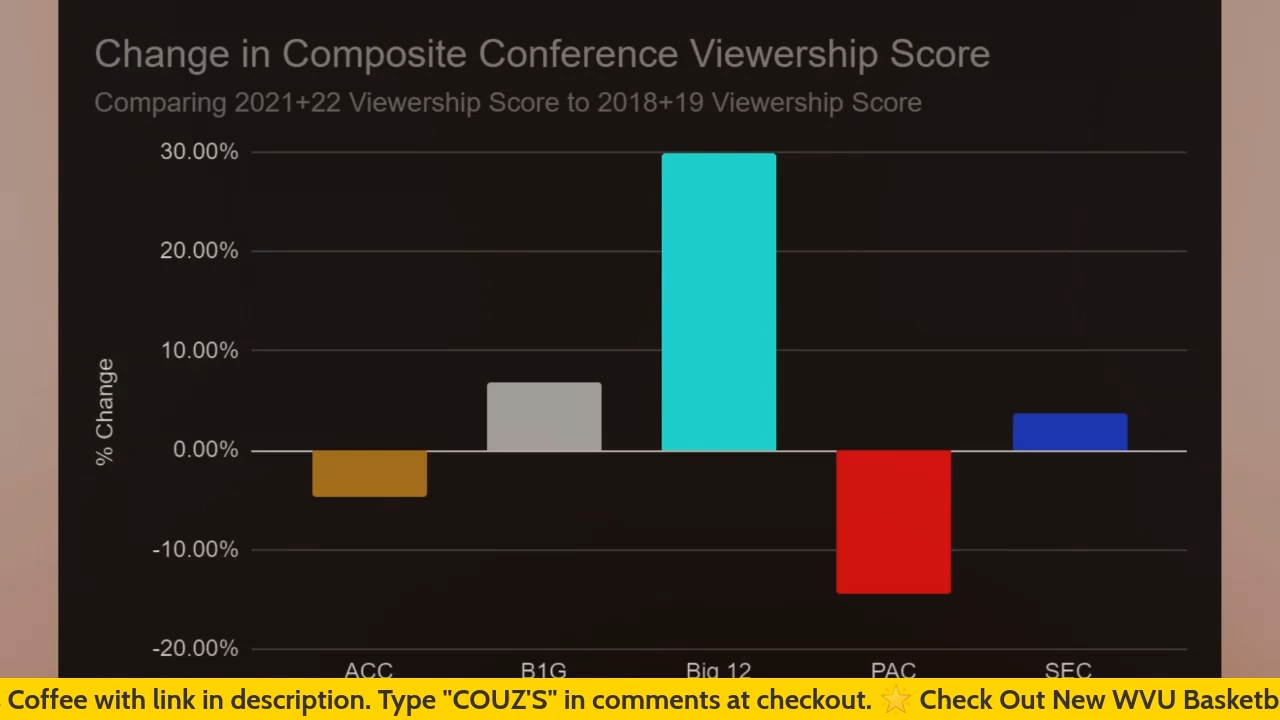 Change in Composite Conference Viewership Score
Comparing 2021+22 Viewership Score to 2018+19 Viewership Score
30.00%
20.00%
10.00%
0.00%
-10.00%
-20.00%
% Change
ACC
B1G
Big 12
PAC
SEC
Coffee with link in description. Type "COUZ'S" in comments at checkout. 🌟 Check Out New WVU Basketb